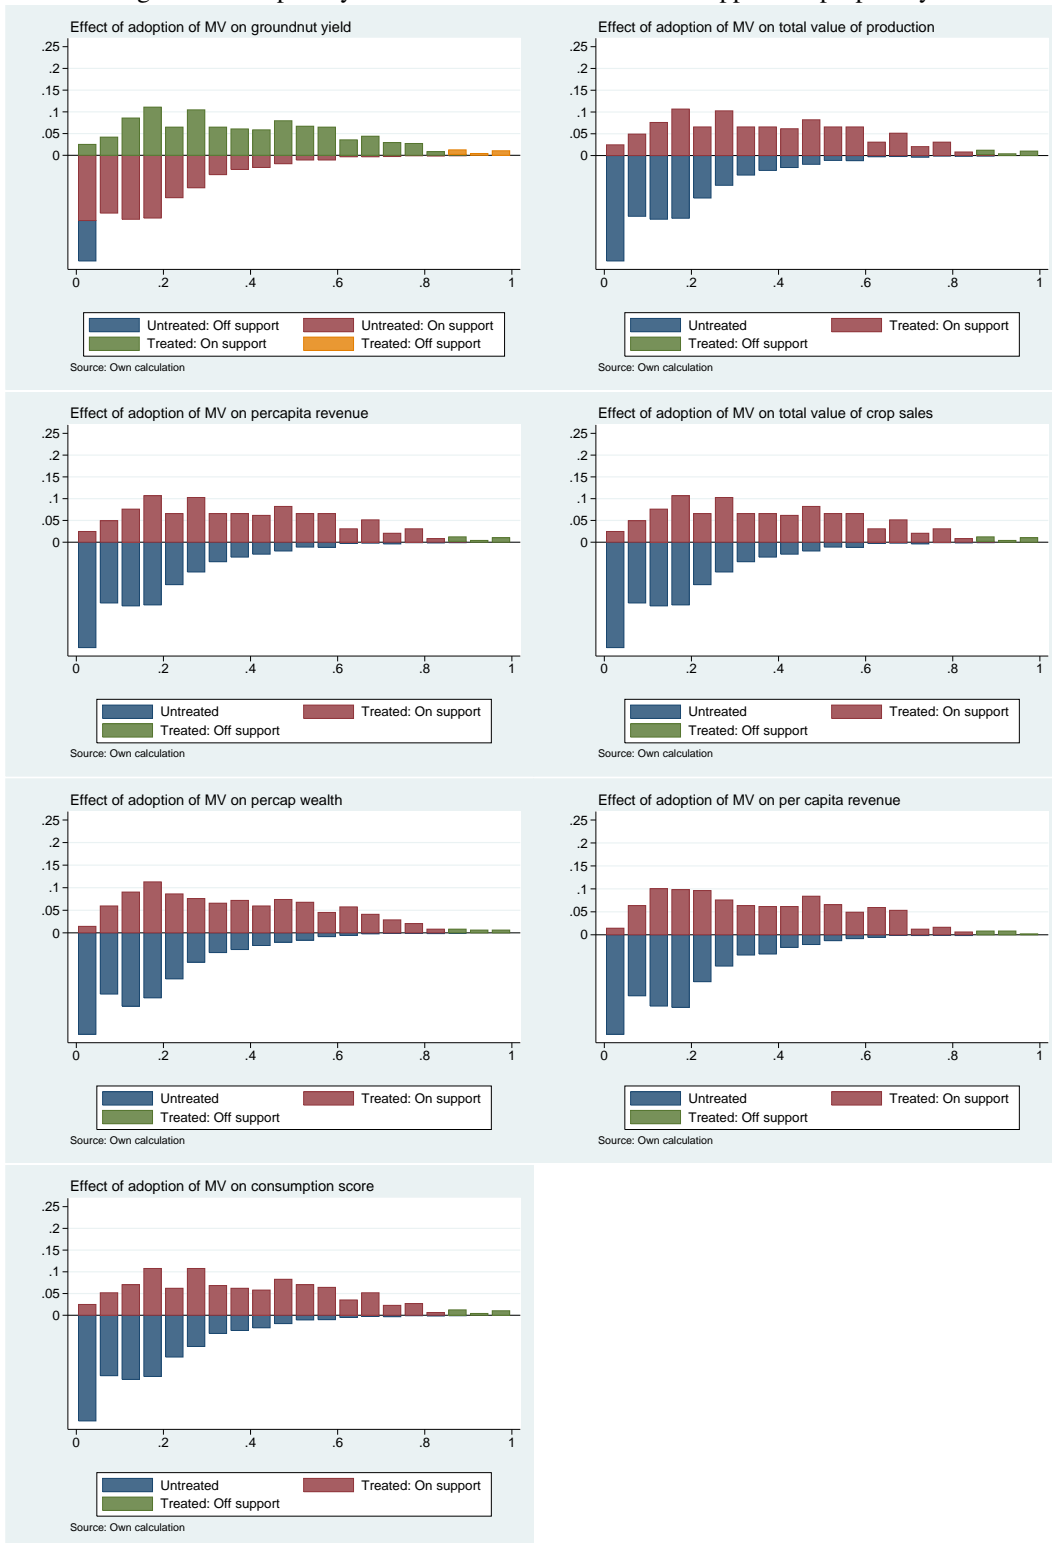 Effect of adoption of MV on groundnut yield
.25
.2
.15
.1
.05
0
0 .2 .4 .6 .8 1
Untreated: Off support Untreated: On support
Treated: On support Treated: Off support
Source: Own calculation
Effect of adoption of MV on total value of production
.25
.2
.15
.1
.05
0
0 .2 .4 .6 .8 1
Untreated Treated: On support
Treated: Off support
Source: Own calculation
Effect of adoption of MV on percapita revenue
.25
.2
.15
.1
.05
0
0 .2 .4 .6 .8 1
Untreated Treated: On support
Treated: Off support
Source: Own calculation
Effect of adoption of MV on total value of crop sales
.25
.2
.15
.1
.05
0
0 .2 .4 .6 .8 1
Untreated Treated: On support
Treated: Off support
Source: Own calculation
Effect of adoption of MV on percap wealth
.25
.2
.15
.1
.05
0
0 .2 .4 .6 .8 1
Untreated Treated: On support
Treated: Off support
Source: Own calculation
Effect of adoption of MV on per capita revenue
.25
.2
.15
.1
.05
0
0 .2 .4 .6 .8 1
Untreated Treated: On support
Treated: Off support
Source: Own calculation
Effect of adoption of MV on consumption score
.25
.2
.15
.1
.05
0
0 .2 .4 .6 .8 1
Untreated Treated: On support
Treated: Off support
Source: Own calculation